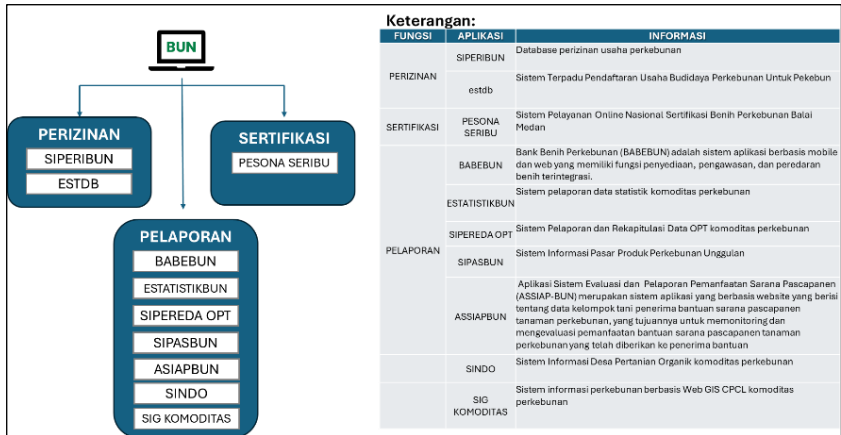 BUN
PERIZINAN
SIPERIBUN
ESTDB
SERTIFIKASI
PESONA SERIBU
PELAPORAN
BABEBUN
ESTATISTIKBUN
SIPEREDA OPT
SIPASBUN
ASIAPBUN
SINDO
SIG KOMODITAS
Keterangan:
FUNGSI APLIKASI INFORMASI
PERIZINAN
SIPERIBUN
Database perizinan usaha perkebunan
estdb
Sistem Terpadu Pendaftaran Usaha Budidaya Perkebunan Untuk Pekebun
SERTIFIKASI
PESONA
SERIBU
Sistem Pelayanan Online Nasional Sertifikasi Benih Perkebunan Balai
Medan
PELAPORAN
BABEBUN
Bank Benih Perkebunan (BABEBUN) adalah sistem aplikasi berbasis mobile
dan web yang memiliki fungsi penyediaan, pengawasan, dan peredaran
benih terintegrasi.
ESTATISTIKBUN
Sistem pelaporan data statistik komoditas perkebunan
SIPEREDA OPT
Sistem Pelaporan dan Rekapitulasi Data OPT komoditas perkebunan
SIPASBUN
Sistem Informasi Pasar Produk Perkebunan Unggulan
ASSIAPBUN
Aplikasi Sistem Evaluasi dan Pelaporan Pemanfaatan Sarana Pascapanen
(ASSIAP-BUN) merupakan sistem aplikasi yang berbasis website yang berisi
tentang data kelompok tani penerima bantuan sarana pascapanen
tanaman perkebunan, yang tujuannya untuk memonitoring dan
mengevaluasi pemanfaatan bantuan sarana pascapanen tanaman
perkebunan yang telah diberikan ke penerima bantuan
SINDO
Sistem Informasi Desa Pertanian Organik komoditas perkebunan
SIG
KOMODITAS
Sistem informasi perkebunan berbasis Web GIS CPCL komoditas
perkebunan